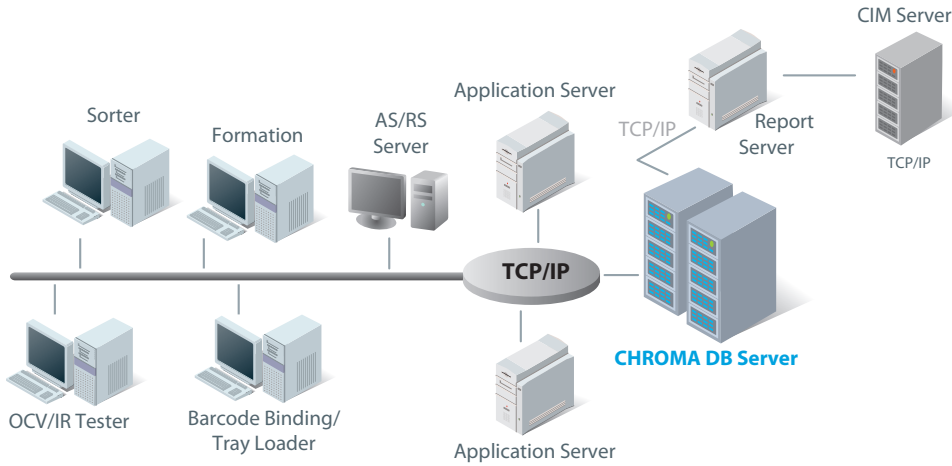 CIM Server
Application Server
Sorter
AS/RS
Server
Formation
TCP/IP
Report
Server
TCP/IP
TCP/IP
CHROMA DB Server
OCV/IR Tester
Barcode Binding/
Tray Loader
Application Server